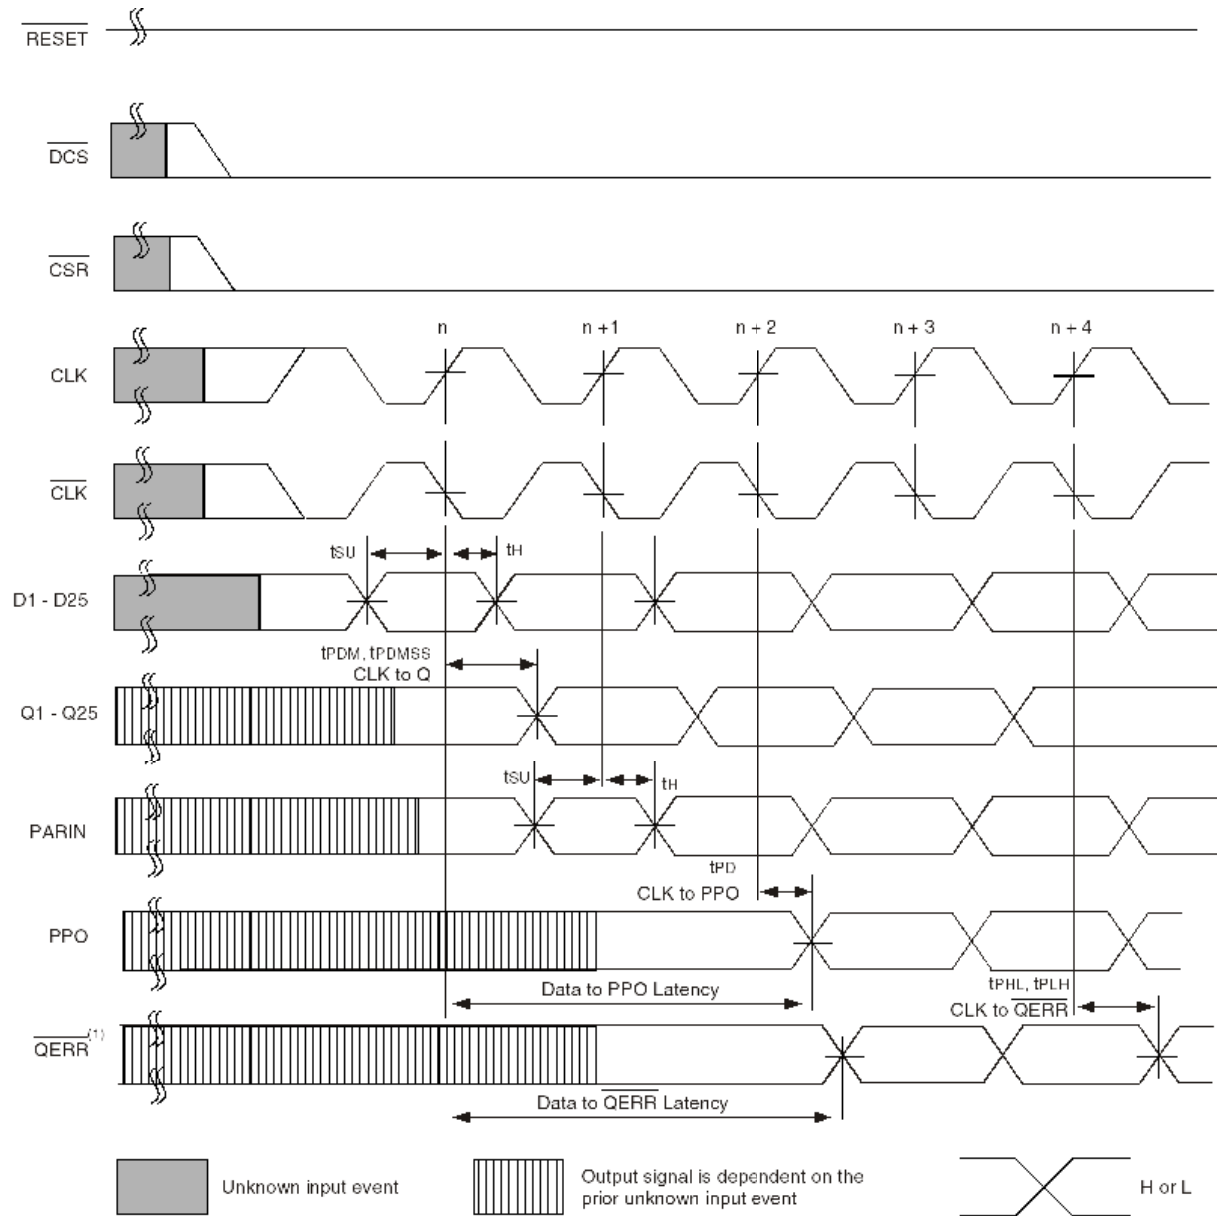 RESET
DCS
CSR
n n + 1 n + 2 n + 3 n + 4
CLK
CLK
tSU tH
D1 - D25
tPDM, tPDMSS
CLK to Q
Q1 - Q25
tSU tH
PARIN
tPD
CLK to PPO
PPO
Data to PPO Latency
tPHL, tPLH
CLK to QERR
QERR(1)
Data to QERR Latency
Unknown input event
Output signal is dependent on the
prior unknown input event
H or L